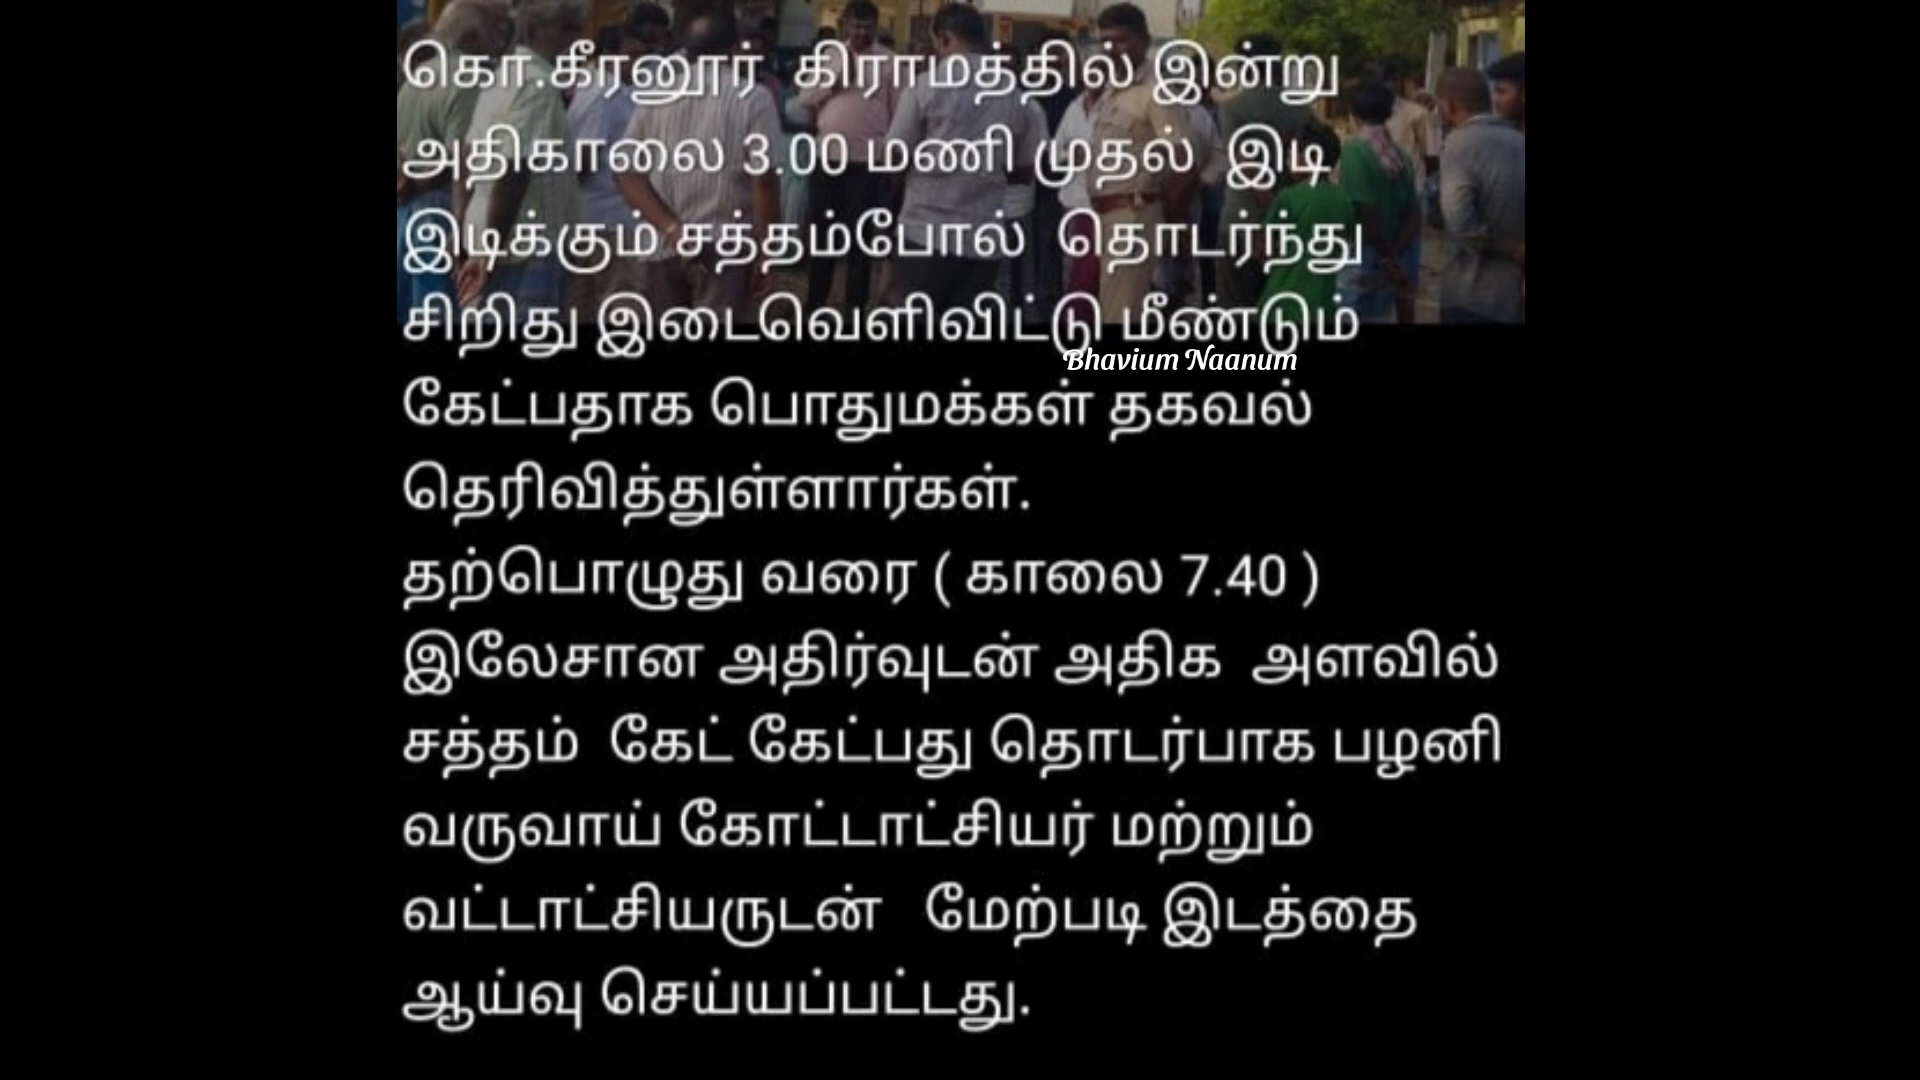 கொ.கீரனூர் கிராமத்தில் இன்று
அதிகாலை 3.00 மணி முதல் இடி
இடிக்கும் சத்தம்போல் தொடர்ந்து
சிறிது இடைவெளிவிட்டு மீண்டும்
Bhavium Naanum
கேட்பதாக பொதுமக்கள் தகவல்
தெரிவித்துள்ளார்கள்.
தற்பொழுது வரை ( காலை 7.40 )
இலேசான அதிர்வுடன் அதிக அளவில்
சத்தம் கேட் கேட்பது தொடர்பாக பழனி
வருவாய் கோட்டாட்சியர் மற்றும்
வட்டாட்சியருடன் மேற்படி இடத்தை
ஆய்வு செய்யப்பட்டது.